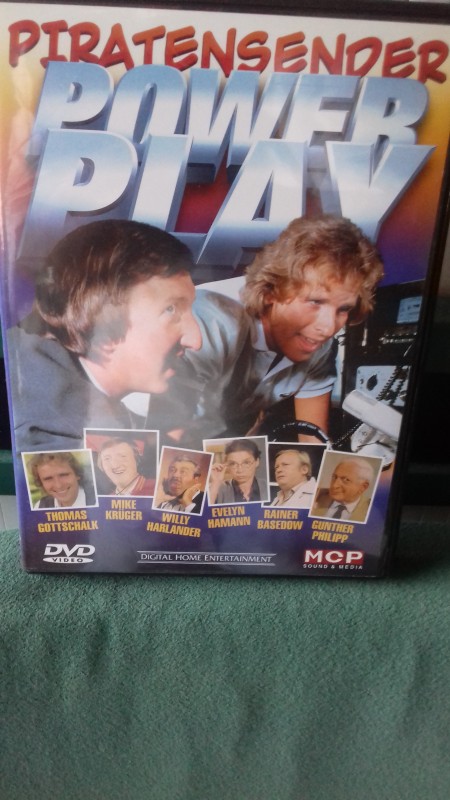 PIRATENSENDER
POWER
PLAY
THOMAS
GOTTSCHALK
MIKE
KRÜGER
WILLY
HARLANDER
EVELYN
HAMANN
RAINER
BASEDOW
GUNTHER
PHILIPP
DVD
VIDEO
DIGITAL HOME ENTERTAINMENT
MCP
SOUND & MEDIA